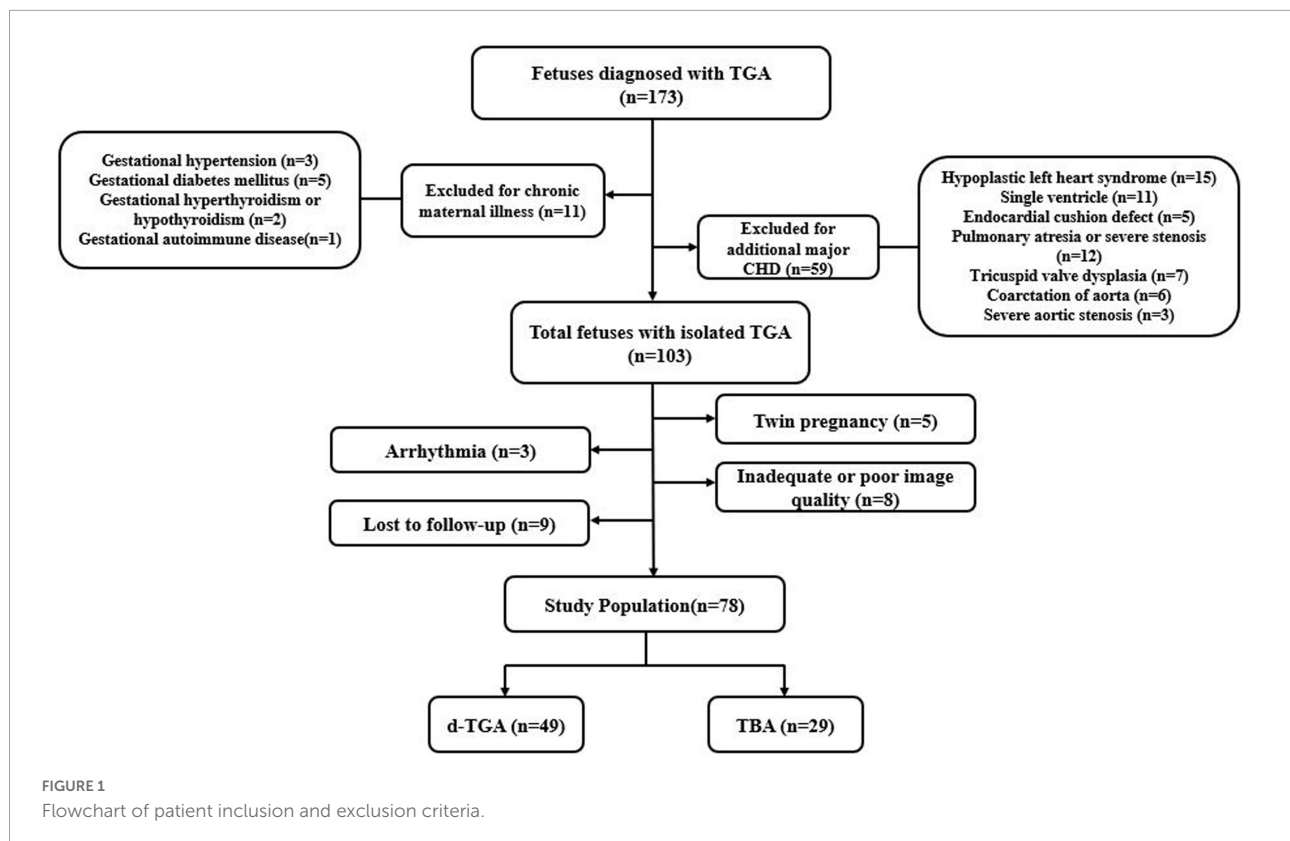 Fetuses diagnosed with TGA
(n=173)
Gestational hypertension (n=3)
Gestational diabetes mellitus (n=5)
Gestational hyperthyroidism or
hypothyroidism (n=2)
Gestational autoimmune disease(n=1)
Excluded for chronic
maternal illness (n=11)
Excluded for
additional major
CHD (n=59)
Hypoplastic left heart syndrome (n=15)
Single ventricle (n=11)
Endocardial cushion defect (n=5)
Pulmonary atresia or severe stenosis
(n=12)
Tricuspid valve dysplasia (n=7)
Coarctation of aorta (n=6)
Severe aortic stenosis (n=3)
Total fetuses with isolated TGA
(n=103)
Twin pregnancy (n=5)
Arrhythmia (n=3)
Inadequate or poor image
quality (n=8)
Lost to follow-up (n=9)
Study Population(n=78)
d-TGA (n=49)
TBA (n=29)
FIGURE 1
Flowchart of patient inclusion and exclusion criteria.